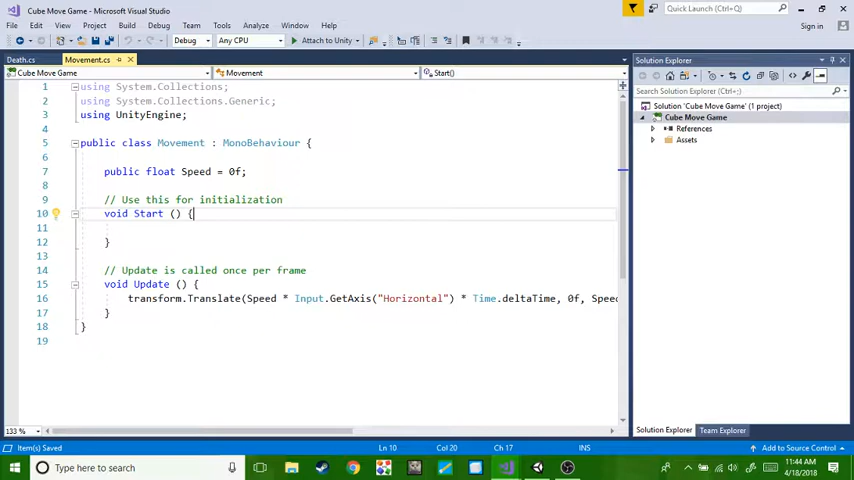 Cube Move Game - Microsoft Visual Studio
Quick Launch (Ctrl+Q)
File Edit View Project Build Debug Team Tools Test Analyze Window Help
Sign in
Debug Any CPU Attach to Unity
Death.cs Movement.cs
Cube Move Game Movement Start()
1 using System.Collections;
2 using System.Collections.Generic;
3 using UnityEngine;
4
5 public class Movement : MonoBehaviour {
6
7 public float Speed = 0f;
8
9 // Use this for initialization
10 void Start () {
11
12 }
13
14 // Update is called once per frame
15 void Update () {
16 transform.Translate(Speed * Input.GetAxis("Horizontal") * Time.deltaTime, 0f, Speed
17 }
18 }
19
133 %
Solution Explorer
Search Solution Explorer (Ctrl+;)
Solution 'Cube Move Game' (1 project)
Cube Move Game
References
Assets
Solution Explorer Team Explorer
Item(s) Saved Ln 10 Col 20 Ch 17 INS Add to Source Control
Type here to search
11:44 AM
4/18/2018